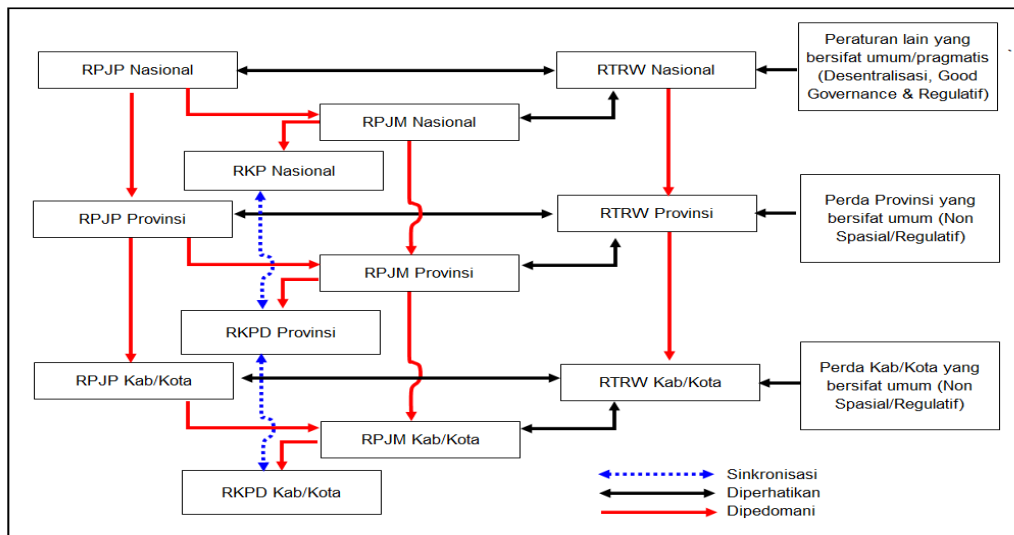 Peraturan lain yang
bersifat umum/pragmatis
(Desentralisasi, Good
Governance & Regulatif)
RPJP Nasional
RTRW Nasional
RPJM Nasional
RKP Nasional
RPJP Provinsi
RTRW Provinsi
Perda Provinsi yang
bersifat umum (Non
Spasial/Regulatif)
RPJM Provinsi
RKPD Provinsi
RPJP Kab/Kota
RTRW Kab/Kota
Perda Kab/Kota yang
bersifat umum (Non
Spasial/Regulatif)
RPJM Kab/Kota
RKPD Kab/Kota
Sinkronisasi
Diperhatikan
Dipedomani